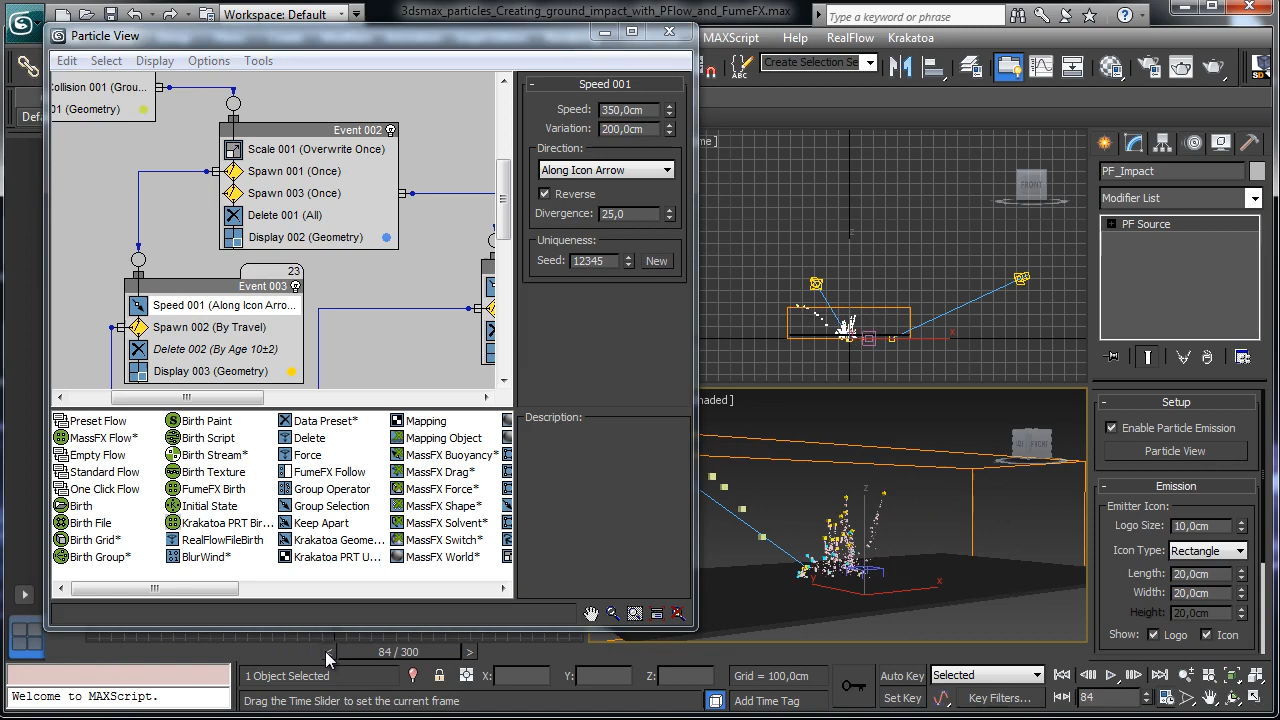 Workspace: Default
3dsmax_particles_Creating_ground_impact_with_PFlow_and_FumeFX.max
Type a keyword or phrase
Particle View
MAXScript Help RealFlow Krakatoa
Edit Select Display Options Tools
Create Selection Se
ABC
Collision 001 (Grou...
01 (Geometry)
Event 002
Scale 001 (Overwrite Once)
Spawn 001 (Once)
Spawn 003 (Once)
Delete 001 (All)
Display 002 (Geometry)
23
Event 003
Speed 001 (Along Icon Arro...
Spawn 002 (By Travel)
Delete 002 (By Age 10±2)
Display 003 (Geometry)
Speed 001
Speed: 350,0cm
Variation: 200,0cm
Direction:
Along Icon Arrow
Reverse
Divergence: 25,0
Uniqueness:
Seed: 12345 New
Description:
Preset Flow
MassFX Flow*
Empty Flow
Standard Flow
One Click Flow
Birth
Birth File
Birth Grid*
Birth Group*
Birth Paint
Birth Script
Birth Stream*
Birth Texture
FumeFX Birth
Initial State
Krakatoa PRT Bir...
RealFlowFileBirth
BlurWind*
Data Preset*
Delete
Force
FumeFX Follow
Group Operator
Group Selection
Keep Apart
Krakatoa Geome...
Krakatoa PRT U...
Mapping
Mapping Object
MassFX Buoyancy*
MassFX Drag*
MassFX Force*
MassFX Shape*
MassFX Solvent*
MassFX Switch*
MassFX World*
Defa
me ]
FRONT
z
x
aded ]
z
y
x
PF_Impact
Modifier List
PF Source
Setup
Enable Particle Emission
Particle View
Emission
Emitter Icon:
Logo Size: 10,0cm
Icon Type: Rectangle
Length: 20,0cm
Width: 20,0cm
Height: 20,0cm
Show: Logo Icon
< 84 / 300 >
1 Object Selected
X: Y: Z:
Grid = 100,0cm
Auto Key Selected
Welcome to MAXScript.
Drag the Time Slider to set the current frame
Add Time Tag
Set Key Key Filters...
84